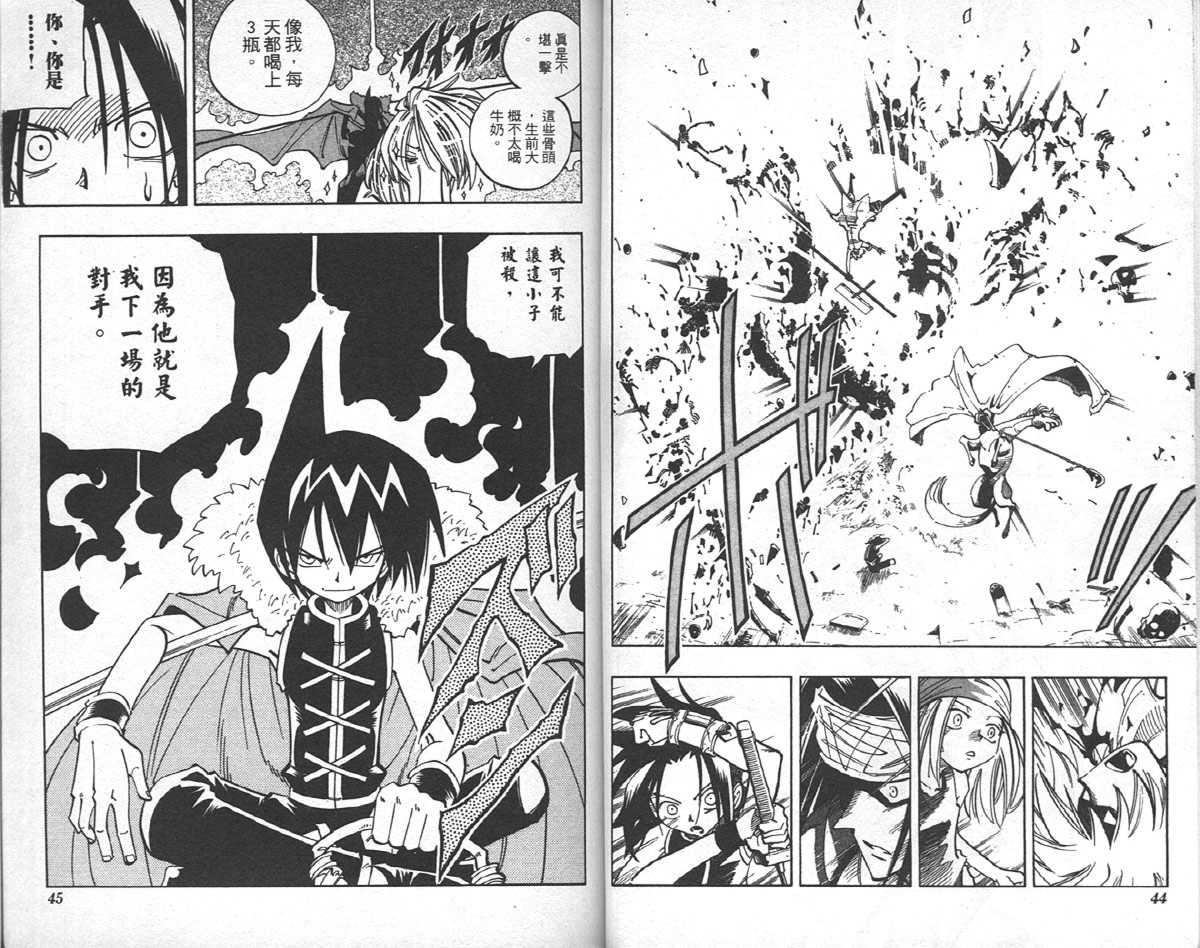 眞是不
堪一擊
。
這些骨頭
，生前大
概不太喝
牛奶。
像我，每
天都喝上
3瓶。
你、你是
……！
我可不能
讓這小子
被殺，
因為他就是
我下一場的
對手。
45
44